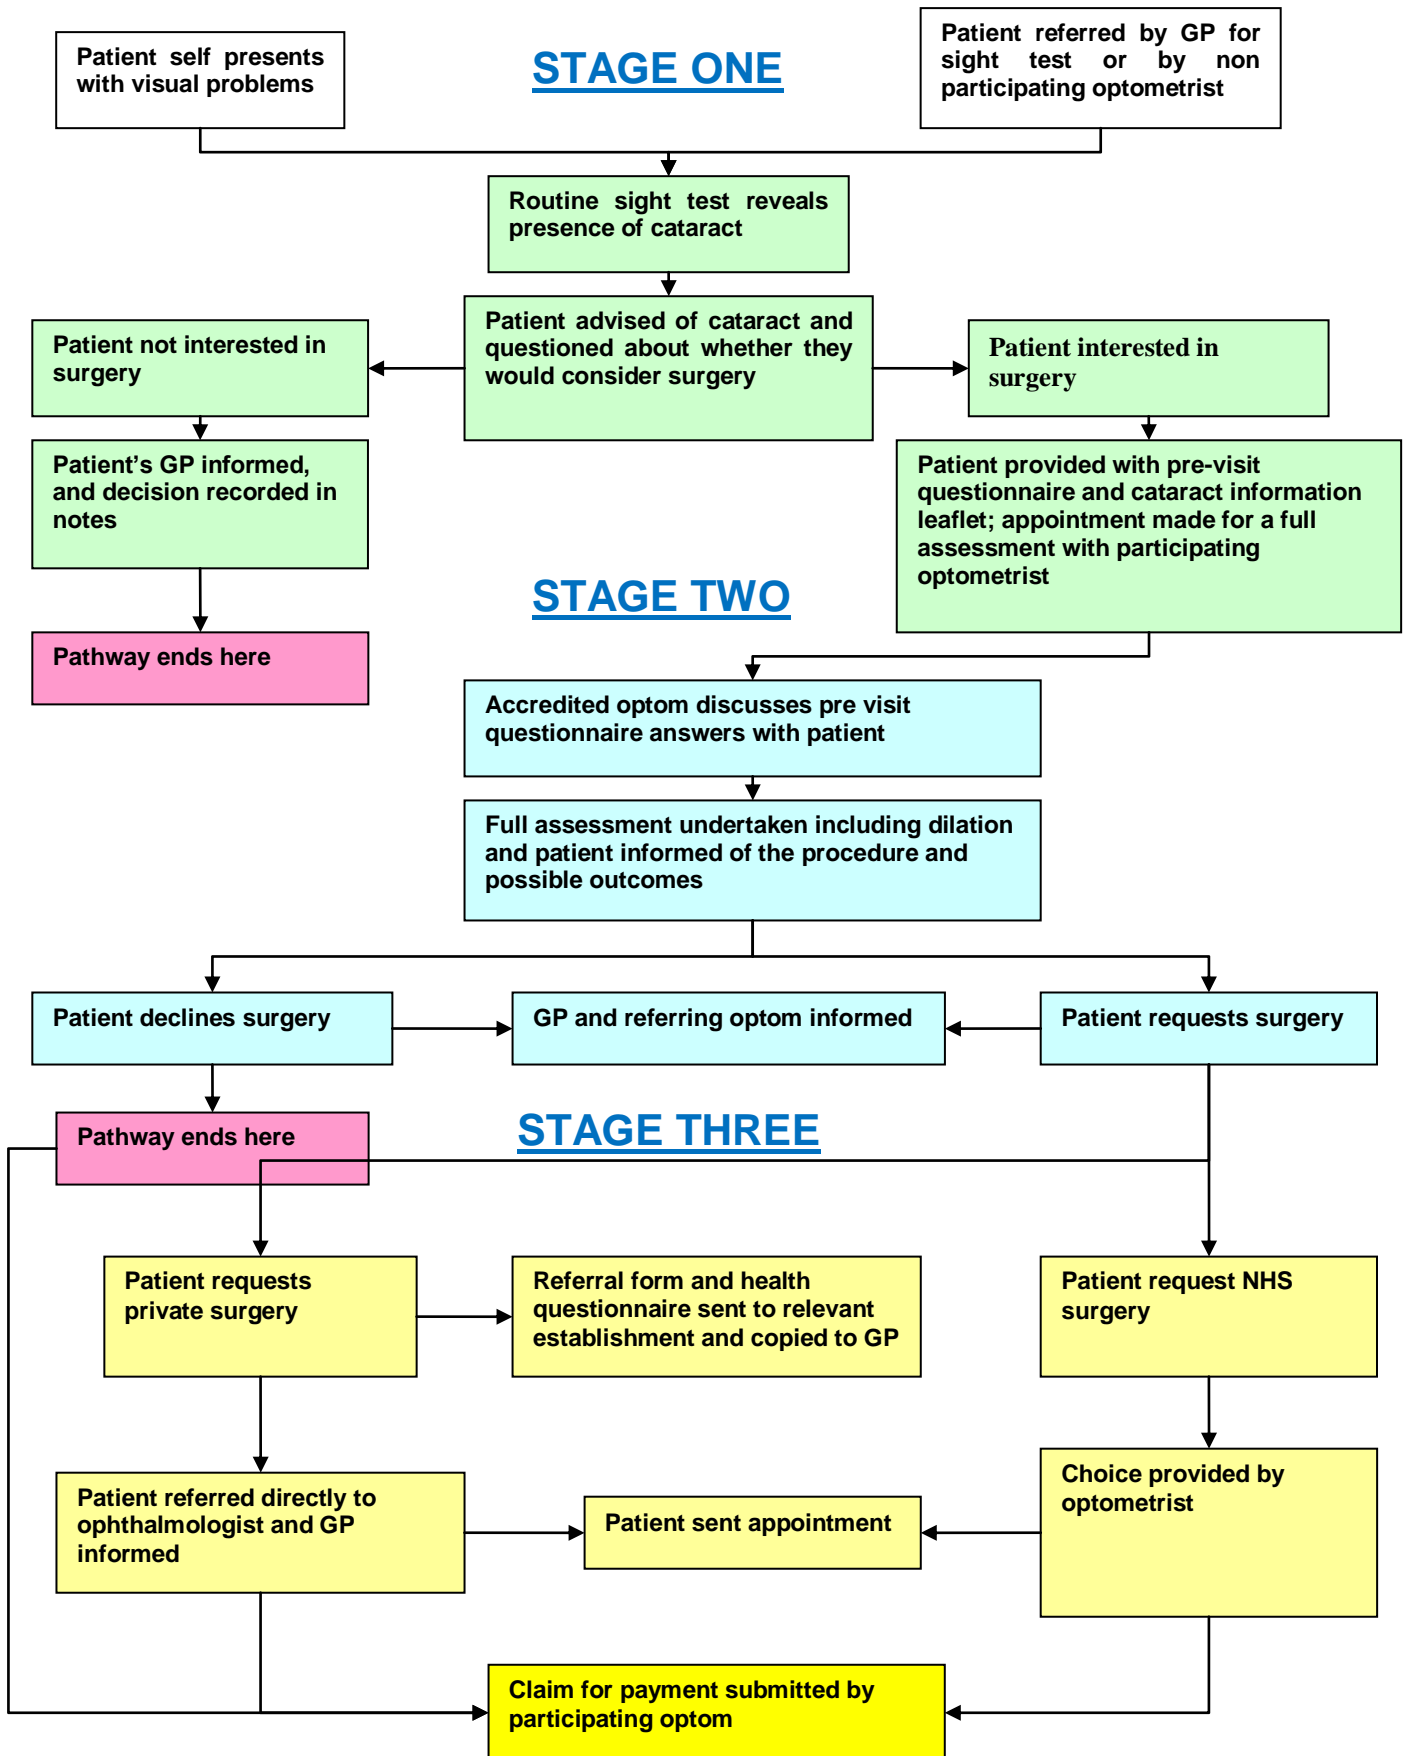 Patient self presents
with visual problems
STAGE ONE
Patient referred by GP for
sight test or by non
participating optometrist
Routine sight test reveals
presence of cataract
Patient not interested in
surgery
Patient advised of cataract and
questioned about whether they
would consider surgery
Patient interested in
surgery
Patient's GP informed,
and decision recorded in
notes
Patient provided with pre-visit
questionnaire and cataract information
leaflet; appointment made for a full
assessment with participating
optometrist
STAGE TWO
Pathway ends here
Accredited optom discusses pre visit
questionnaire answers with patient
Full assessment undertaken including dilation
and patient informed of the procedure and
possible outcomes
Patient declines surgery
GP and referring optom informed
Patient requests surgery
Pathway ends here
STAGE THREE
Patient requests
private surgery
Referral form and health
questionnaire sent to relevant
establishment and copied to GP
Patient request NHS
surgery
Patient referred directly to
ophthalmologist and GP
informed
Patient sent appointment
Choice provided by
optometrist
Claim for payment submitted by
participating optom